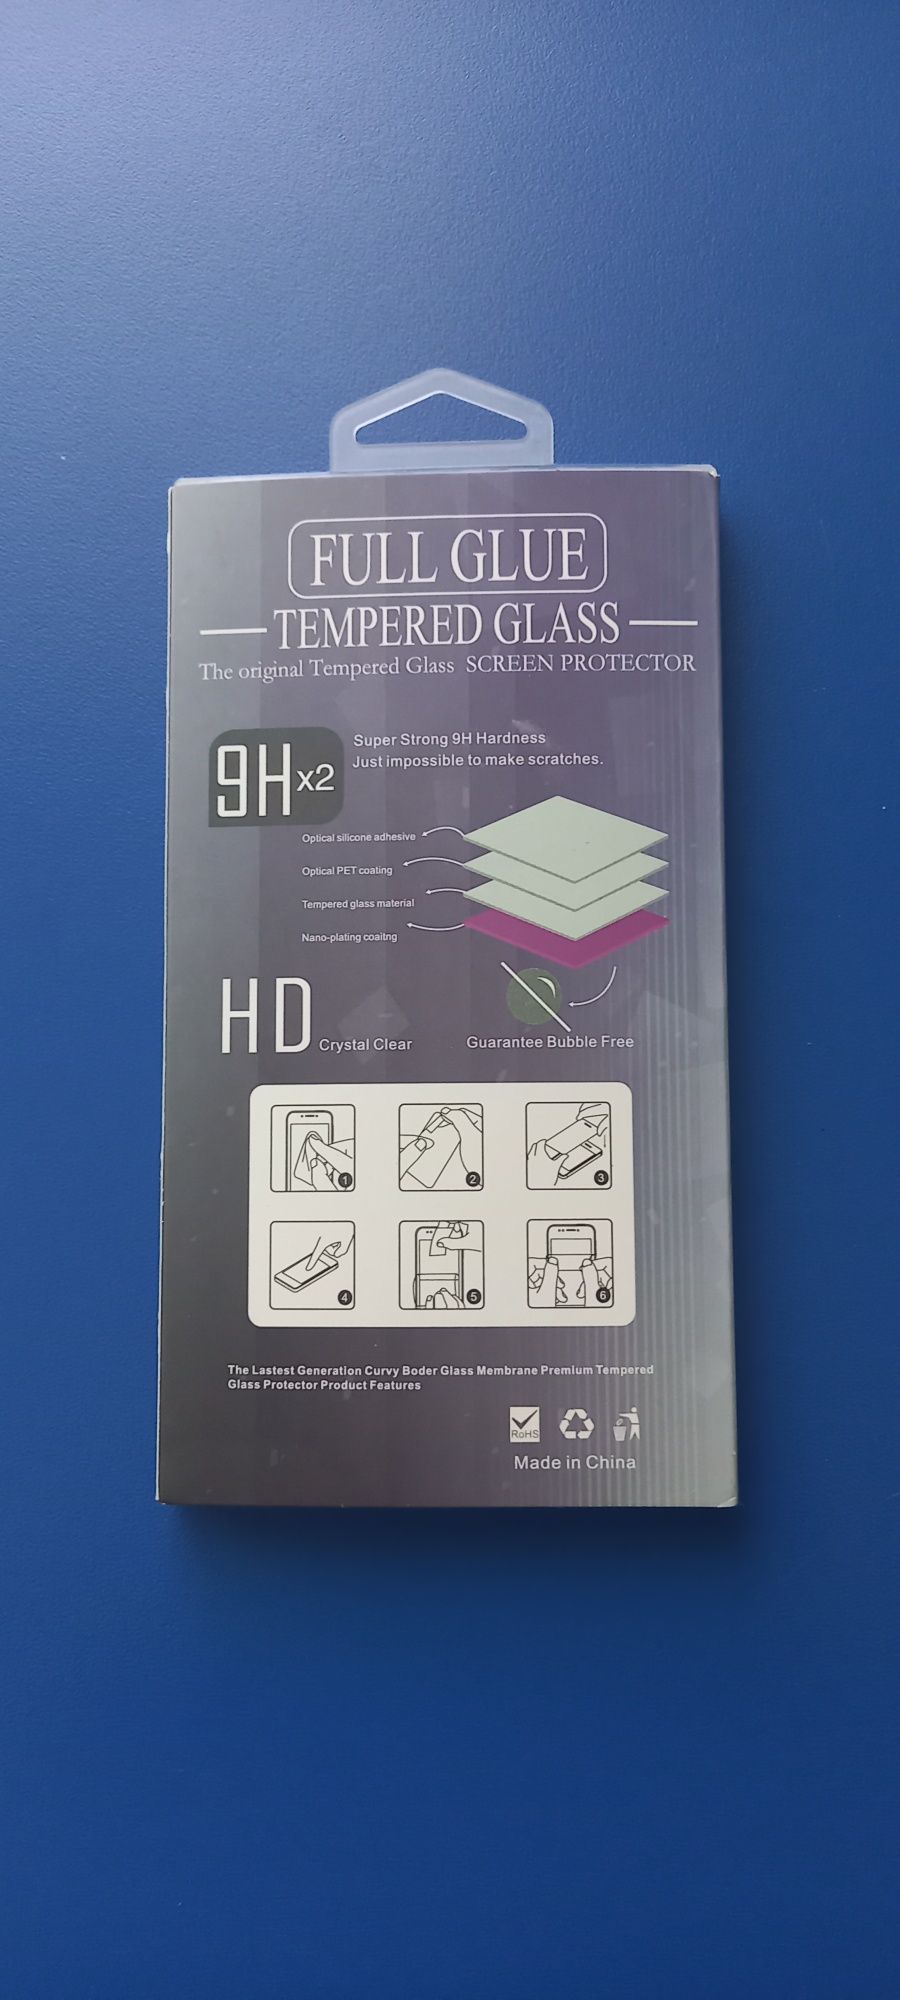 FULL GLUE
TEMPERED GLASS
The original Tempered Glass SCREEN PROTECTOR
9Hx2
Super Strong 9H Hardness
Just impossible to make scratches.
Optical silicone adhesive
Optical PET coating
Tempered glass material
Nano-plating coaitng
HD Crystal Clear
Guarantee Bubble Free
1
2
3
4
5
6
The Lastest Generation Curvy Boder Glass Membrane Premium Tempered
Glass Protector Product Features
RoHS
Made in China